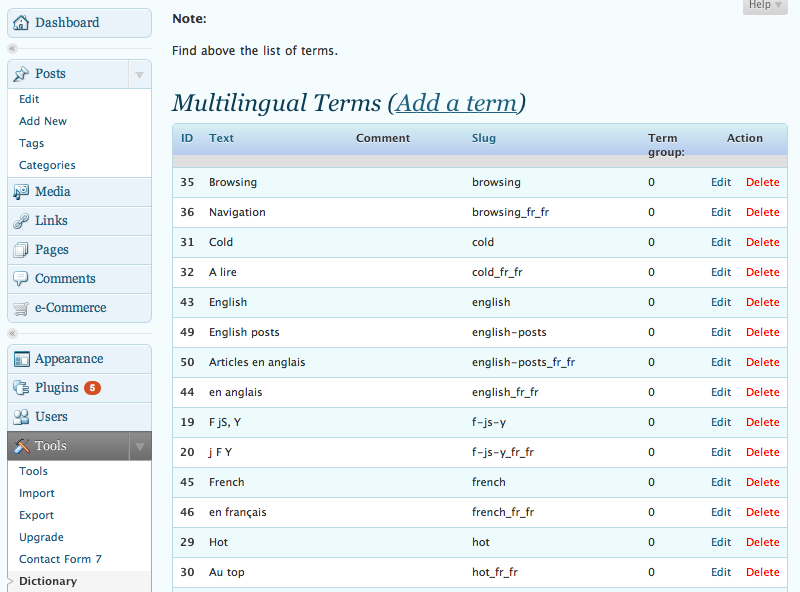 Dashboard
Posts
Edit
Add New
Tags
Categories
Media
Links
Pages
Comments
e-Commerce
Appearance
Plugins 5
Users
Tools
Tools
Import
Export
Upgrade
Contact Form 7
Dictionary
Help
Note:
Find above the list of terms.
Multilingual Terms (Add a term)
ID Text Comment Slug Term group: Action
35 Browsing browsing 0 Edit Delete
36 Navigation browsing_fr_fr 0 Edit Delete
31 Cold cold 0 Edit Delete
32 A lire cold_fr_fr 0 Edit Delete
43 English english 0 Edit Delete
49 English posts english-posts 0 Edit Delete
50 Articles en anglais english-posts_fr_fr 0 Edit Delete
44 en anglais english_fr_fr 0 Edit Delete
19 F jS, Y f-js-y 0 Edit Delete
20 j F Y f-js-y_fr_fr 0 Edit Delete
45 French french 0 Edit Delete
46 en français french_fr_fr 0 Edit Delete
29 Hot hot 0 Edit Delete
30 Au top hot_fr_fr 0 Edit Delete